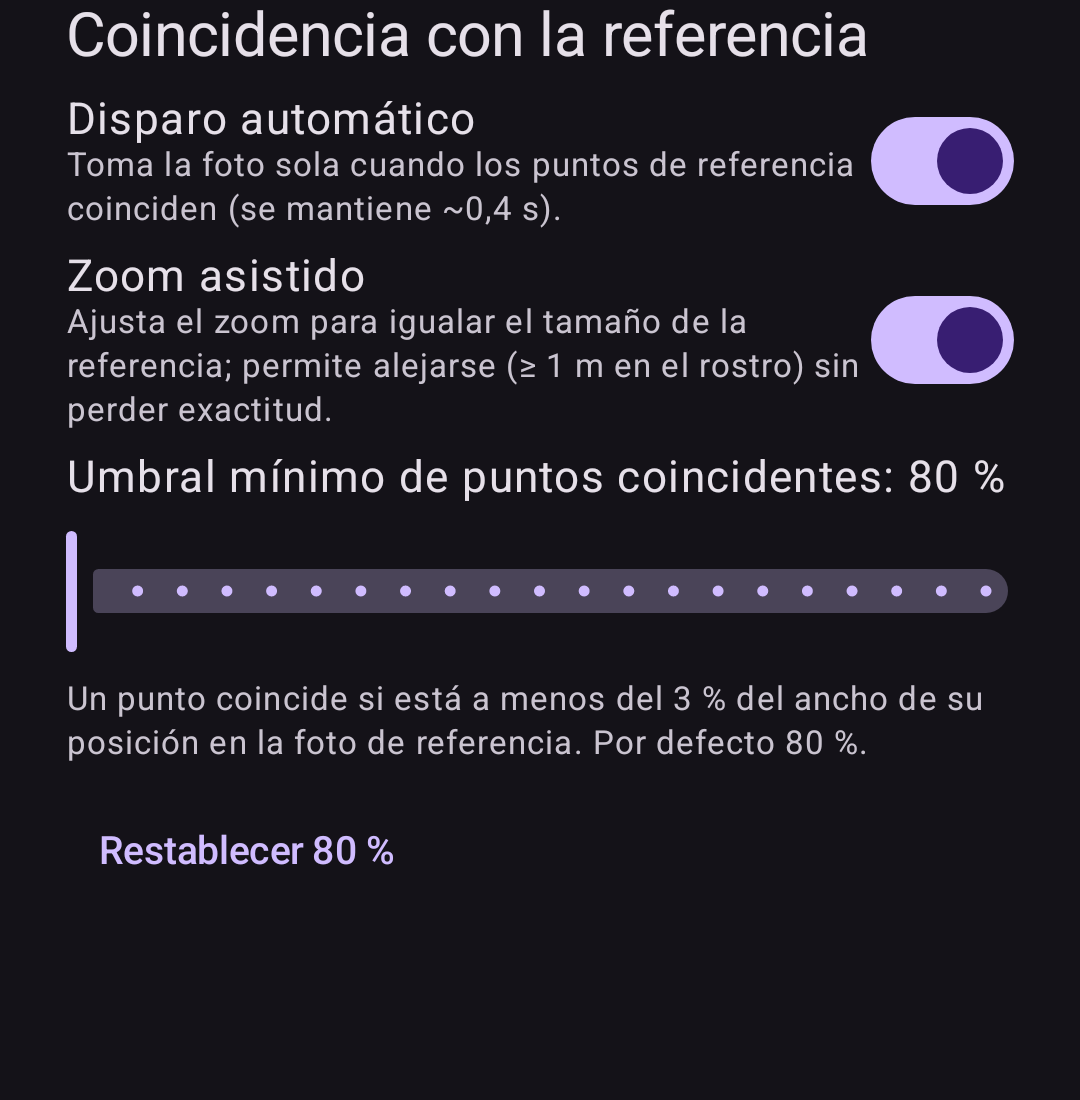 Coincidencia con la referencia
Disparo automático
Toma la foto sola cuando los puntos de referencia
coinciden (se mantiene ~0,4 s).
Zoom asistido
Ajusta el zoom para igualar el tamaño de la
referencia; permite alejarse (≥ 1 m en el rostro) sin
perder exactitud.
Umbral mínimo de puntos coincidentes: 80 %
Un punto coincide si está a menos del 3 % del ancho de su
posición en la foto de referencia. Por defecto 80 %.
Restablecer 80 %